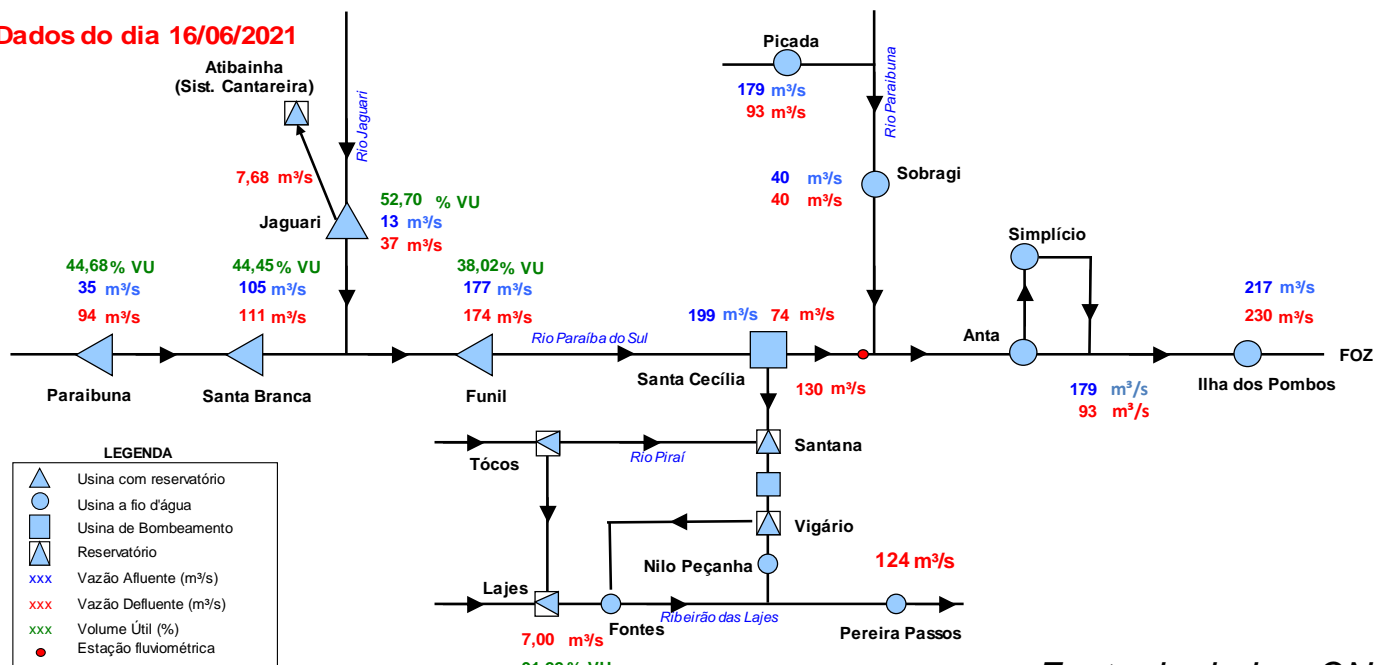 Dados do dia 16/06/2021
Atibainha
(Sist. Cantareira)
Rio Jaguari
7,68 m³/s
Jaguari
52,70 % VU
13 m³/s
37 m³/s
Picada
179 m³/s
93 m³/s
Rio Paraibuna
40 m³/s
40 m³/s
Sobragi
44,68% VU
35 m³/s
94 m³/s
Paraibuna
44,45% VU
105 m³/s
111 m³/s
Santa Branca
38,02% VU
177 m³/s
174 m³/s
Funil
Rio Paraíba do Sul
199 m³/s 74 m³/s
Santa Cecília
130 m³/s
Simplício
Anta
179 m³/s
93 m³/s
217 m³/s
230 m³/s
Ilha dos Pombos
FOZ
Tócos
Rio Piraí
Santana
Vigário
Nilo Peçanha
124 m³/s
Lajes
7,00 m³/s
Fontes
Ribeirão das Lajes
Pereira Passos
LEGENDA
Usina com reservatório
Usina a fio d'água
Usina de Bombeamento
Reservatório
xxx Vazão Afluente (m³/s)
xxx Vazão Defluente (m³/s)
xxx Volume Útil (%)
Estação fluviométrica